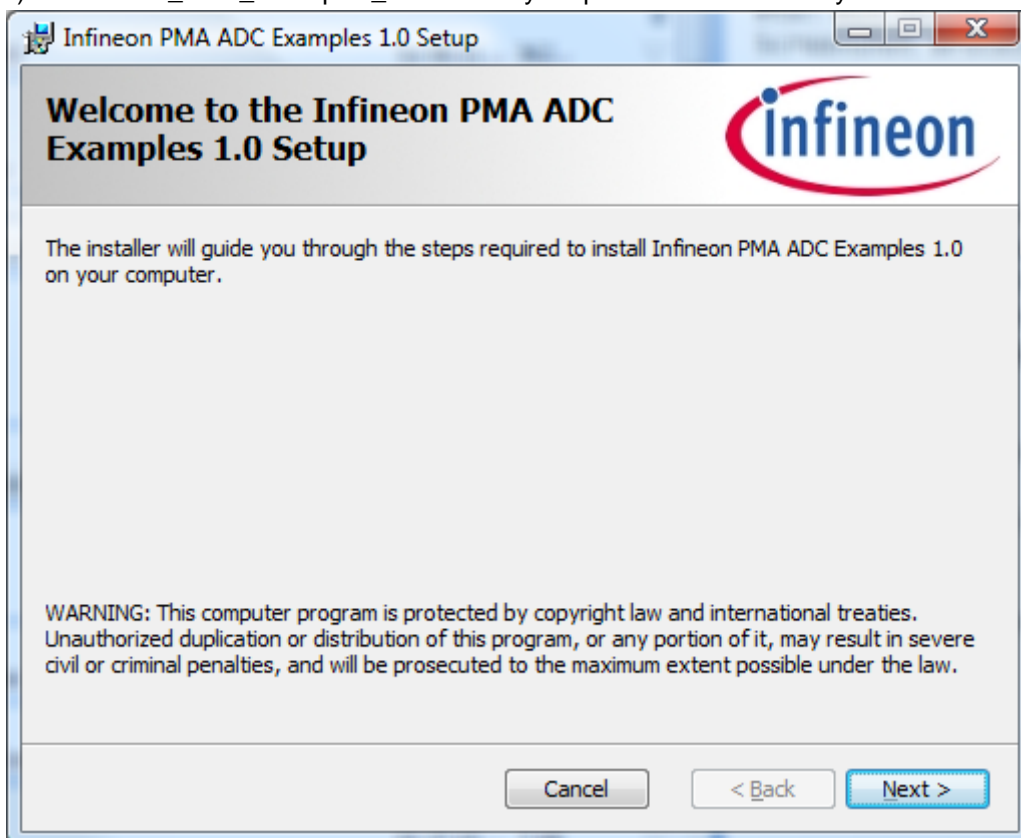 Infineon PMA ADC Examples 1.0 Setup
Welcome to the Infineon PMA ADC
Examples 1.0 Setup
infineon
The installer will guide you through the steps required to install Infineon PMA ADC Examples 1.0
on your computer.
WARNING: This computer program is protected by copyright law and international treaties.
Unauthorized duplication or distribution of this program, or any portion of it, may result in severe
civil or criminal penalties, and will be prosecuted to the maximum extent possible under the law.
Cancel < Back Next >